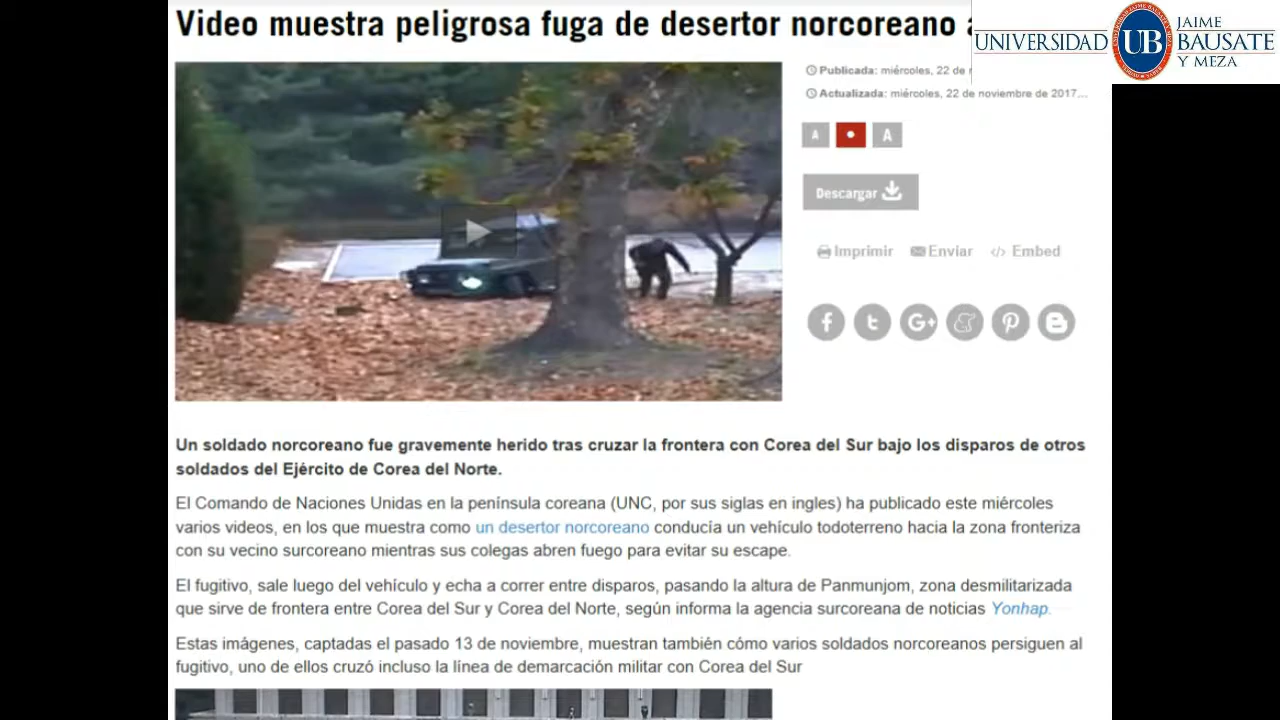 Video muestra peligrosa fuga de desertor norcoreano
UNIVERSIDAD
UB
JAIME
BAUSATE
Y MEZA
Publicada: miércoles, 22 de
Actualizada: miércoles, 22 de noviembre de 2017...
A
A
Descargar
Imprimir
Enviar
Embed
Un soldado norcoreano fue gravemente herido tras cruzar la frontera con Corea del Sur bajo los disparos de otros
soldados del Ejército de Corea del Norte.
El Comando de Naciones Unidas en la península coreana (UNC, por sus siglas en ingles) ha publicado este miércoles
varios videos, en los que muestra como un desertor norcoreano conducía un vehículo todoterreno hacia la zona fronteriza
con su vecino surcoreano mientras sus colegas abren fuego para evitar su escape.
El fugitivo, sale luego del vehículo y echa a correr entre disparos, pasando la altura de Panmunjom, zona desmilitarizada
que sirve de frontera entre Corea del Sur y Corea del Norte, según informa la agencia surcoreana de noticias Yonhap.
Estas imágenes, captadas el pasado 13 de noviembre, muestran también cómo varios soldados norcoreanos persiguen al
fugitivo, uno de ellos cruzó incluso la línea de demarcación militar con Corea del Sur